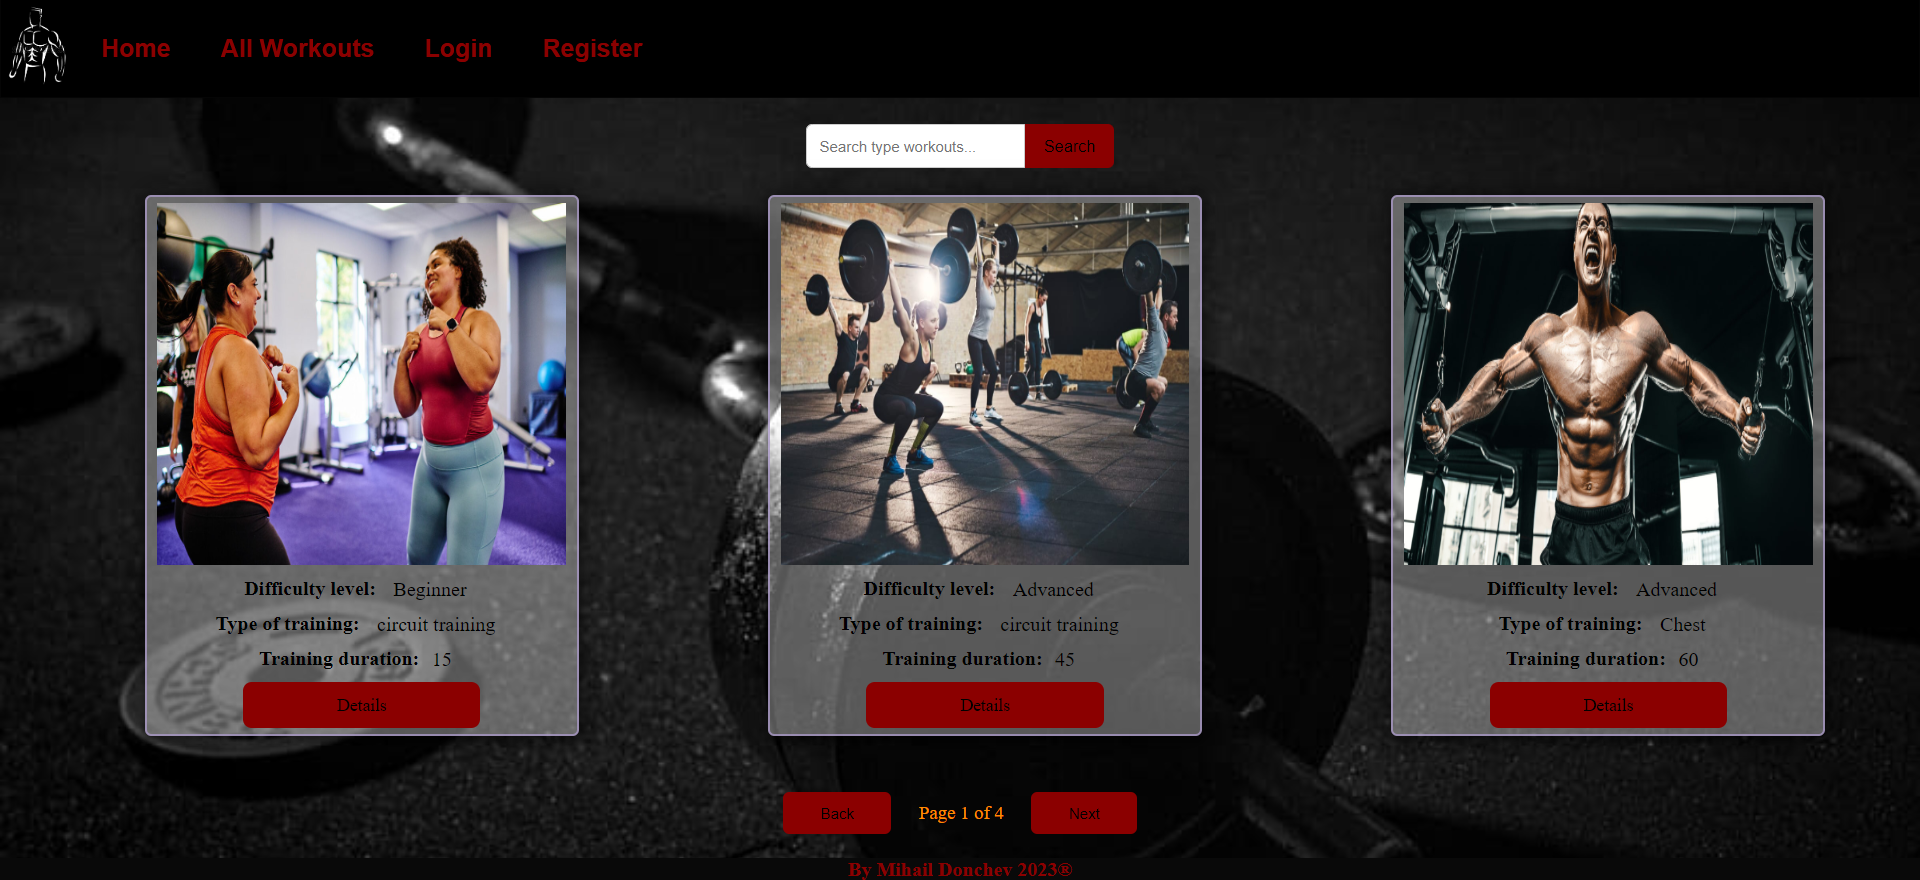 Home All Workouts Login Register
Search type workouts... Search
Difficulty level: Beginner
Type of training: circuit training
Training duration: 15
Details
Difficulty level: Advanced
Type of training: circuit training
Training duration: 45
Details
Difficulty level: Advanced
Type of training: Chest
Training duration: 60
Details
Back Page 1 of 4 Next
By Mihail Donchev 2023®